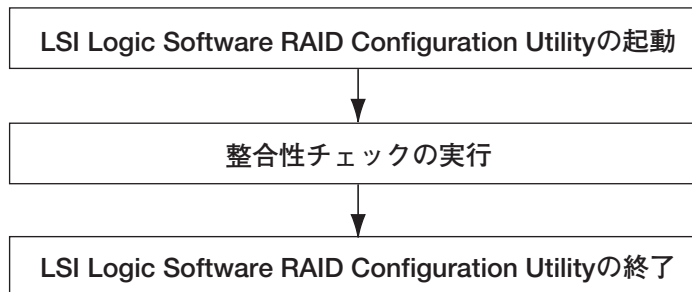 LSI Logic Software RAID Configuration Utilityの起動
整合性チェックの実行
LSI Logic Software RAID Configuration Utilityの終了